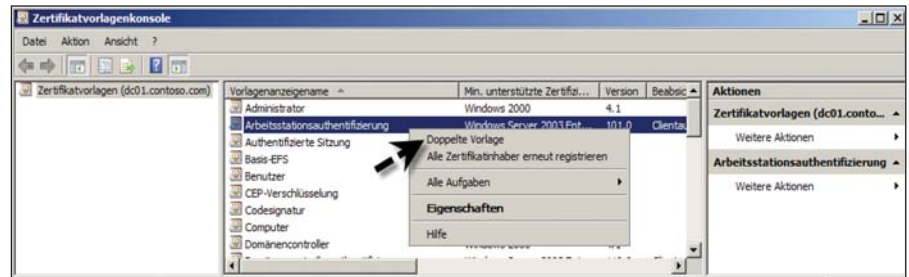 Zertifikatvorlagenkonsole
Datei Aktion Ansicht ?
Zertifikatvorlagen (dc01.contoso.com)
Vorlagenanzeigename Min. unterstützte Zertifizi... Version Beabsic
Administrator Windows 2000 4.1
Arbeitsstationsauthentifizierung Windows Server 2003 Ent... 101.0 Clientau
Authentifizierte Sitzung
Basis-EFS
Benutzer
CEP-Verschlüsselung
Codesignatur
Computer
Domänencontroller
Doppelte Vorlage
Alle Zertifikatinhaber erneut registrieren
Alle Aufgaben
Eigenschaften
Hilfe
Aktionen
Zertifikatvorlagen (dc01.conto...
Weitere Aktionen
Arbeitsstationsauthentifizierung
Weitere Aktionen